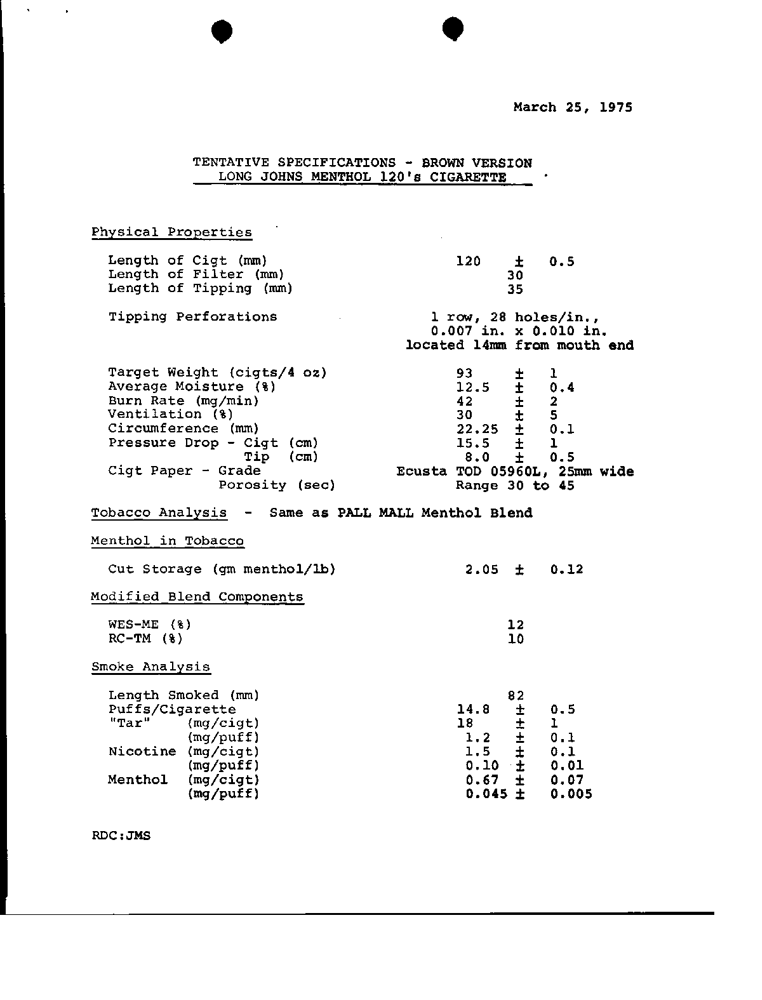 March 25, 1975
TENTATIVE SPECIFICATIONS - BROWN VERSION
LONG JOHNS MENTHOL 120's CIGARETTE
Physical Properties
Length of Cigt (mm) 120 ± 0.5
Length of Filter (mm) 30
Length of Tipping (mm) 35
Tipping Perforations 1 row, 28 holes/in.,
0.007 in. x 0.010 in.
located 14mm from mouth end
Target Weight (cigts/4 oz) 93 ± 1
Average Moisture (%) 12.5 ± 0.4
Burn Rate (mg/min) 42 ± 2
Ventilation (%) 30 ± 5
Circumference (mm) 22.25 ± 0.1
Pressure Drop - Cigt (cm) 15.5 ± 1
Tip (cm) 8.0 ± 0.5
Cigt Paper - Grade Ecusta TOD 05960L, 25mm wide
Porosity (sec) Range 30 to 45
Tobacco Analysis - Same as PALL MALL Menthol Blend
Menthol in Tobacco
Cut Storage (gm menthol/lb) 2.05 ± 0.12
Modified Blend Components
WES-ME (%) 12
RC-TM (%) 10
Smoke Analysis
Length Smoked (mm) 82
Puffs/Cigarette 14.8 ± 0.5
"Tar" (mg/cigt) 18 ± 1
(mg/puff) 1.2 ± 0.1
Nicotine (mg/cigt) 1.5 ± 0.1
(mg/puff) 0.10 ± 0.01
Menthol (mg/cigt) 0.67 ± 0.07
(mg/puff) 0.045 ± 0.005
RDC:JMS